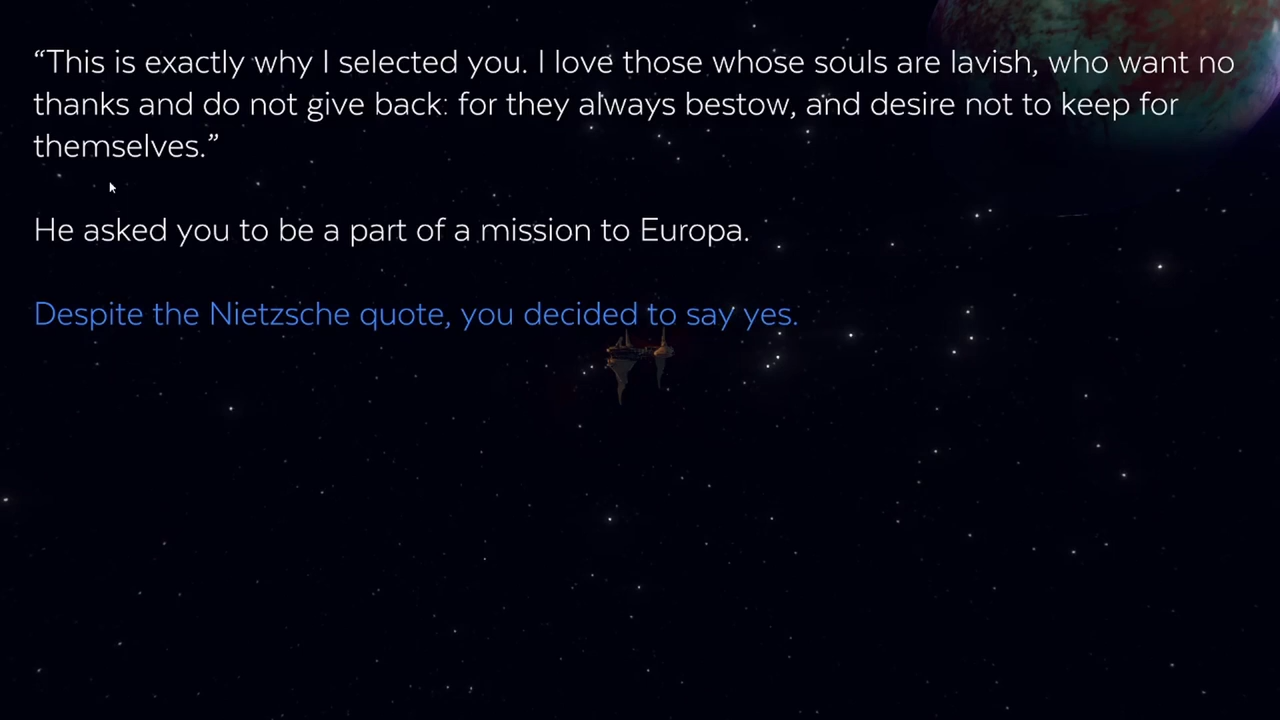 “This is exactly why I selected you. I love those whose souls are lavish, who want no
thanks and do not give back: for they always bestow, and desire not to keep for
themselves.”
He asked you to be a part of a mission to Europa.
Despite the Nietzsche quote, you decided to say yes.